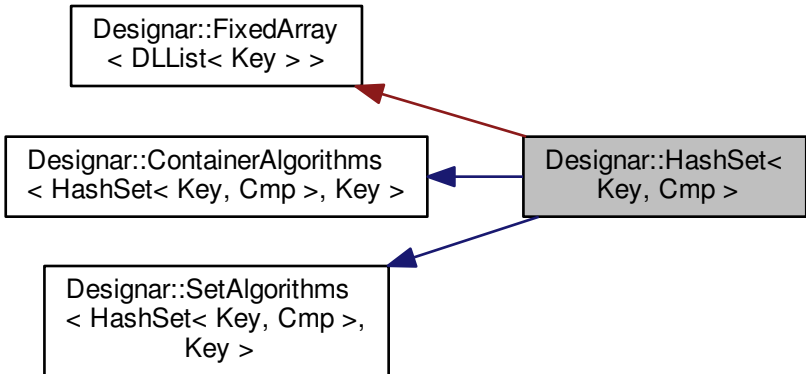 Designar::FixedArray
< DLList< Key > >
Designar::ContainerAlgorithms
< HashSet< Key, Cmp >, Key >
Designar::HashSet<
Key, Cmp >
Designar::SetAlgorithms
< HashSet< Key, Cmp >,
Key >